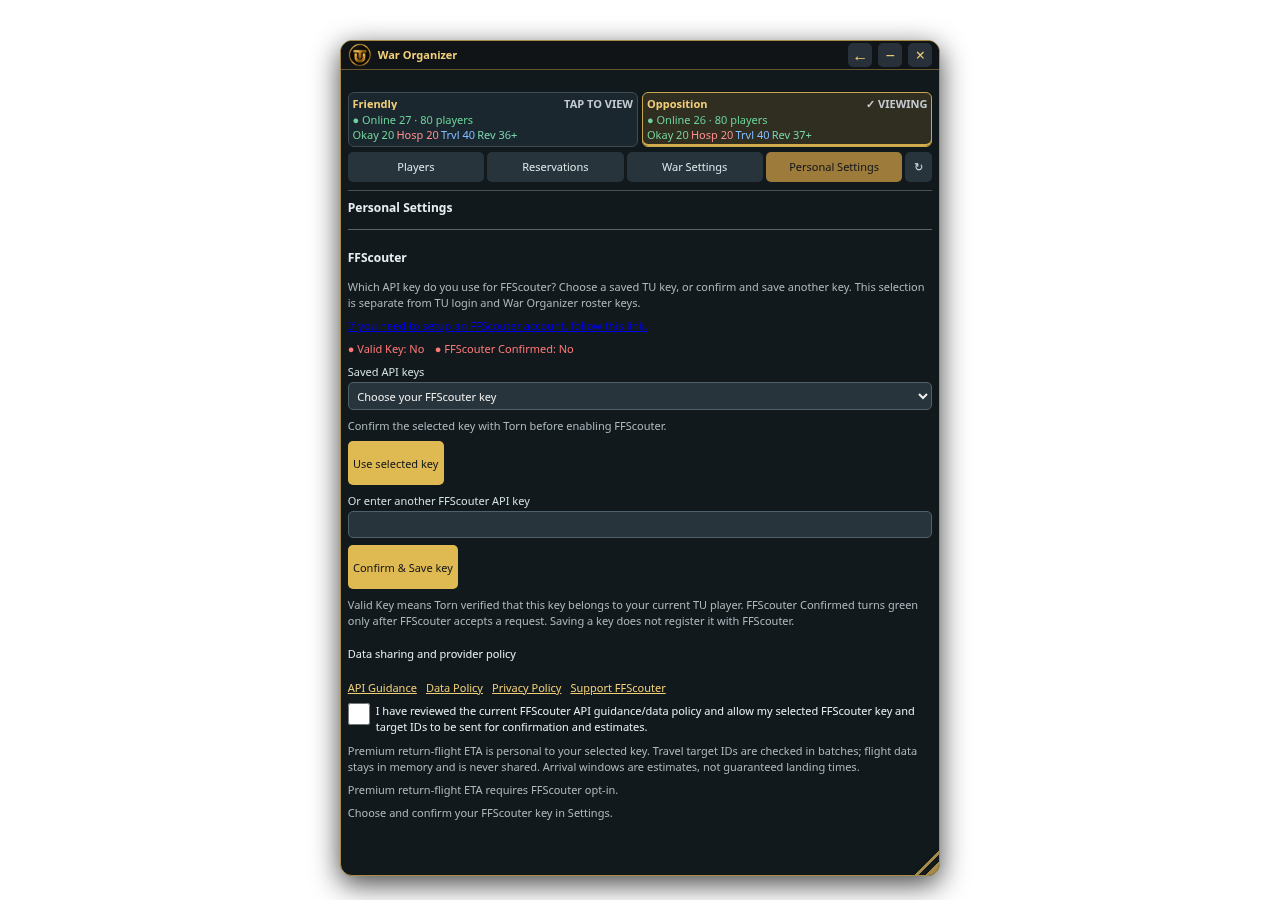 War Organizer
← – ×
Friendly TAP TO VIEW
● Online 27 · 80 players
Okay 20 Hosp 20 Trvl 40 Rev 36+
Opposition ✓ VIEWING
● Online 26 · 80 players
Okay 20 Hosp 20 Trvl 40 Rev 37+
Players Reservations War Settings Personal Settings ↻
Personal Settings
FFScouter
Which API key do you use for FFScouter? Choose a saved TU key, or confirm and save another key. This selection
is separate from TU login and War Organizer roster keys.
If you need to setup an FFScouter account, follow this link.
● Valid Key: No ● FFScouter Confirmed: No
Saved API keys
Choose your FFScouter key
Confirm the selected key with Torn before enabling FFScouter.
Use selected key
Or enter another FFScouter API key
Confirm & Save key
Valid Key means Torn verified that this key belongs to your current TU player. FFScouter Confirmed turns green
only after FFScouter accepts a request. Saving a key does not register it with FFScouter.
Data sharing and provider policy
API Guidance Data Policy Privacy Policy Support FFScouter
I have reviewed the current FFScouter API guidance/data policy and allow my selected FFScouter key and
target IDs to be sent for confirmation and estimates.
Premium return-flight ETA is personal to your selected key. Travel target IDs are checked in batches; flight data
stays in memory and is never shared. Arrival windows are estimates, not guaranteed landing times.
Premium return-flight ETA requires FFScouter opt-in.
Choose and confirm your FFScouter key in Settings.